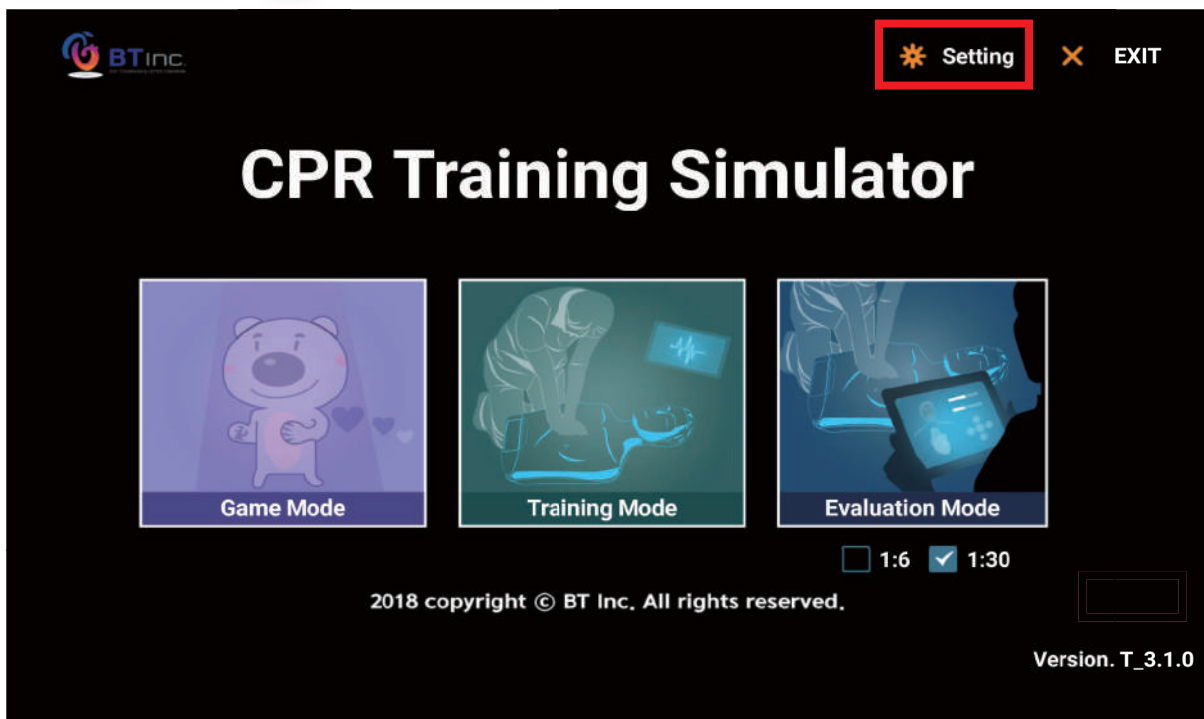 BTInc.
Setting
EXIT
CPR Training Simulator
Game Mode
Training Mode
Evaluation Mode
1:6
1:30
2018 copyright © BT Inc. All rights reserved.
Version. T_3.1.0